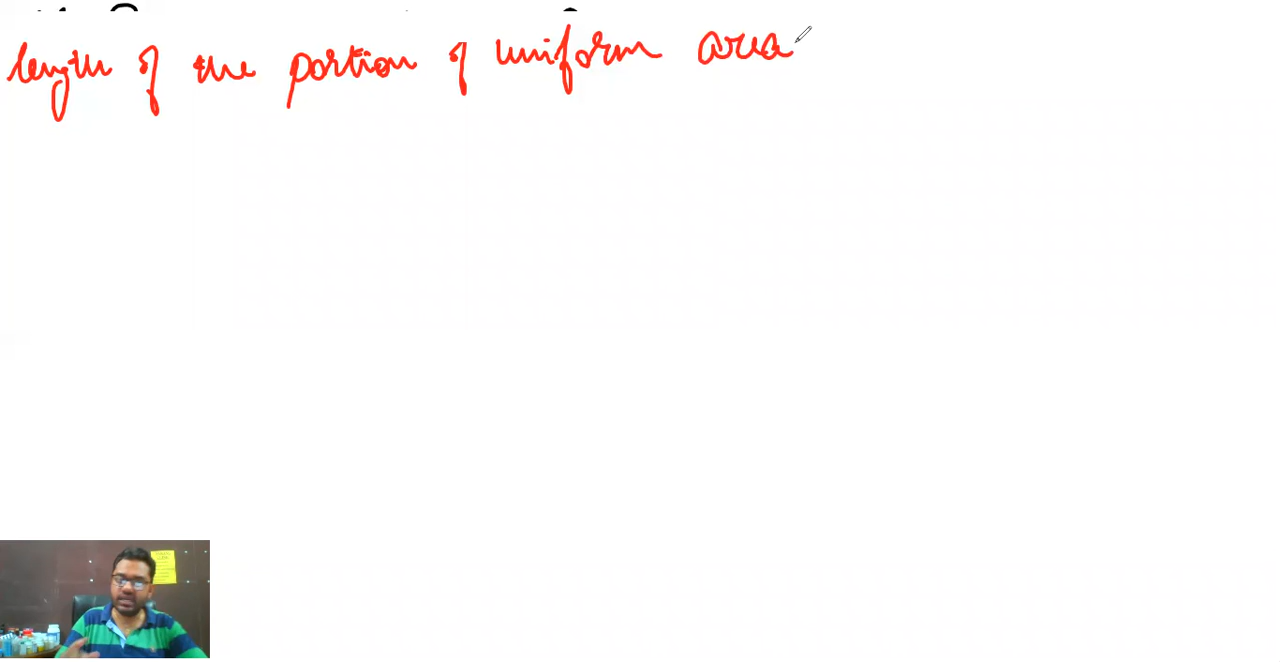 length of the portion of uniform area